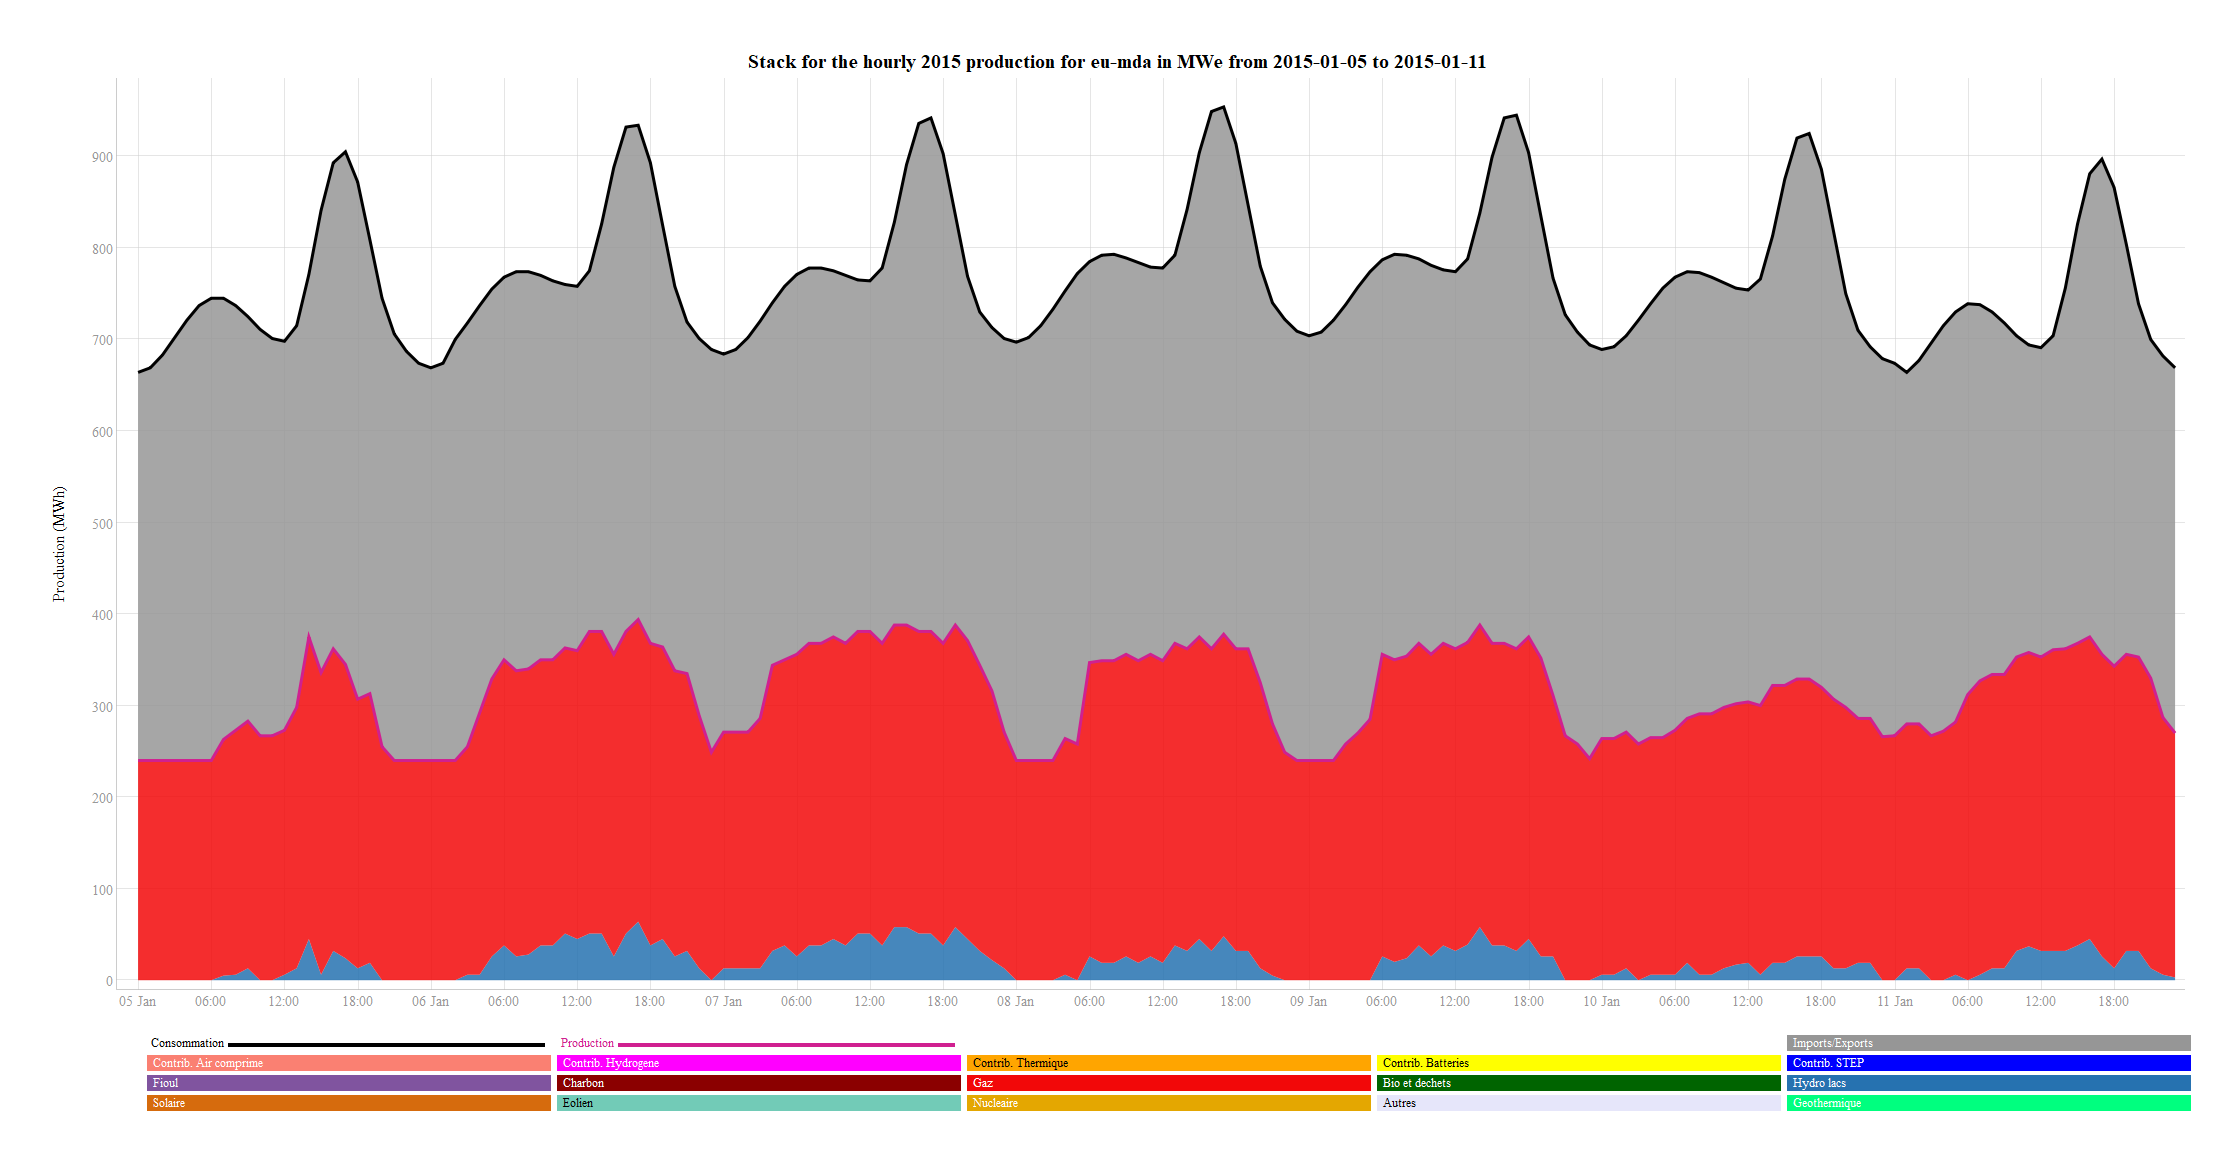 Stack for the hourly 2015 production for eu-mda in MWe from 2015-01-05 to 2015-01-11
Production (MWh)
900
800
700
600
500
400
300
200
100
0
05 Jan 06:00 12:00 18:00 06 Jan 06:00 12:00 18:00 07 Jan 06:00 12:00 18:00 08 Jan 06:00 12:00 18:00 09 Jan 06:00 12:00 18:00 10 Jan 06:00 12:00 18:00 11 Jan 06:00 12:00 18:00
Consommation Production Imports/Exports
Contrib. Air comprime Contrib. Hydrogene Contrib. Thermique Contrib. Batteries Contrib. STEP
Fioul Charbon Gaz Bio et dechets Hydro lacs
Solaire Eolien Nucleaire Autres Geothermique